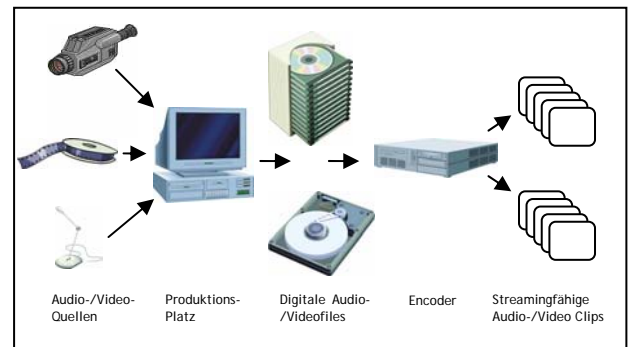 Audio-/Video-
Quellen
Produktions-
Platz
Digitale Audio-
/Videofiles
Encoder
Streamingfähige
Audio-/Video Clips